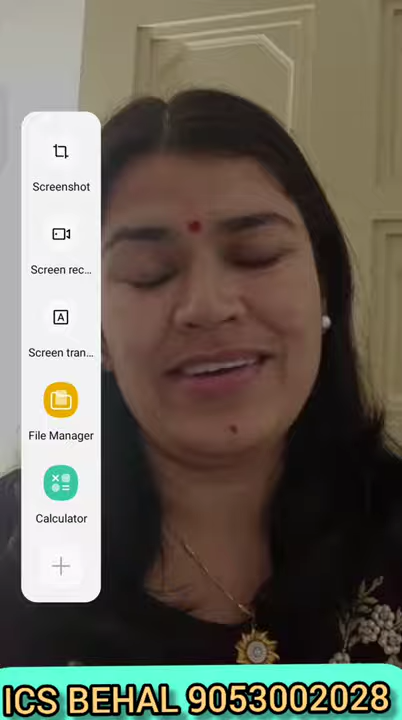 Screenshot
Screen rec...
A
Screen tran...
File Manager
Calculator
ICS BEHAL 9053002028